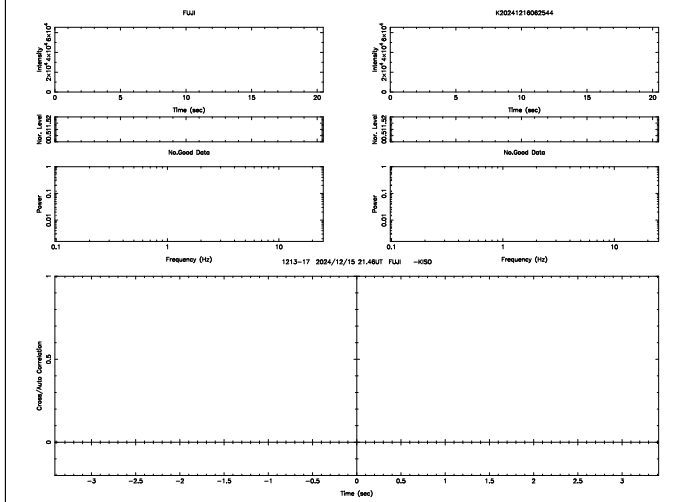 FUJI
K20241216062544
Intensity
0 2×10⁴ 4×10⁴ 6×10⁴
0 5 10 15 20
Time (sec)
Intensity
0 2×10⁴ 4×10⁴ 6×10⁴
0 5 10 15 20
Time (sec)
Nor. Level
00.511.52
Nor. Level
00.511.52
No.Good Data
No.Good Data
Power
0.01 0.1 1
0.1 1 10
Frequency (Hz)
Power
0.01 0.1 1
0.1 1 10
Frequency (Hz)
1213-17 2024/12/15 21.46UT FUJI -KISO
Cross/Auto Correlation
0 0.5 1
-3 -2.5 -2 -1.5 -1 -0.5 0 0.5 1 1.5 2 2.5 3
Time (sec)